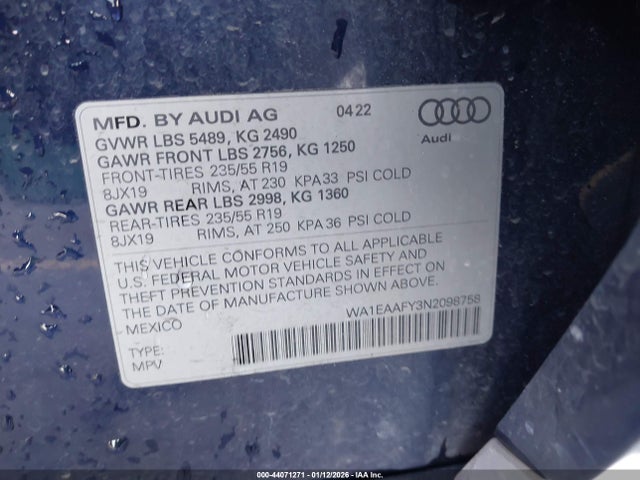 MFD. BY AUDI AG 04 22
GVWR LBS 5489, KG 2490
GAWR FRONT LBS 2756, KG 1250
FRONT-TIRES 235/55 R19
8JX19 RIMS, AT 230 KPA33 PSI COLD
GAWR REAR LBS 2998, KG 1360
REAR-TIRES 235/55 R19
8JX19 RIMS, AT 250 KPA36 PSI COLD
Audi
THIS VEHICLE CONFORMS TO ALL APPLICABLE
U.S. FEDERAL MOTOR VEHICLE SAFETY AND
THEFT PREVENTION STANDARDS IN EFFECT ON
THE DATE OF MANUFACTURE SHOWN ABOVE.
MEXICO
WA1EAAFY3N2098758
TYPE:
MPV
000-44071271 - 01/12/2026 - IAA Inc.